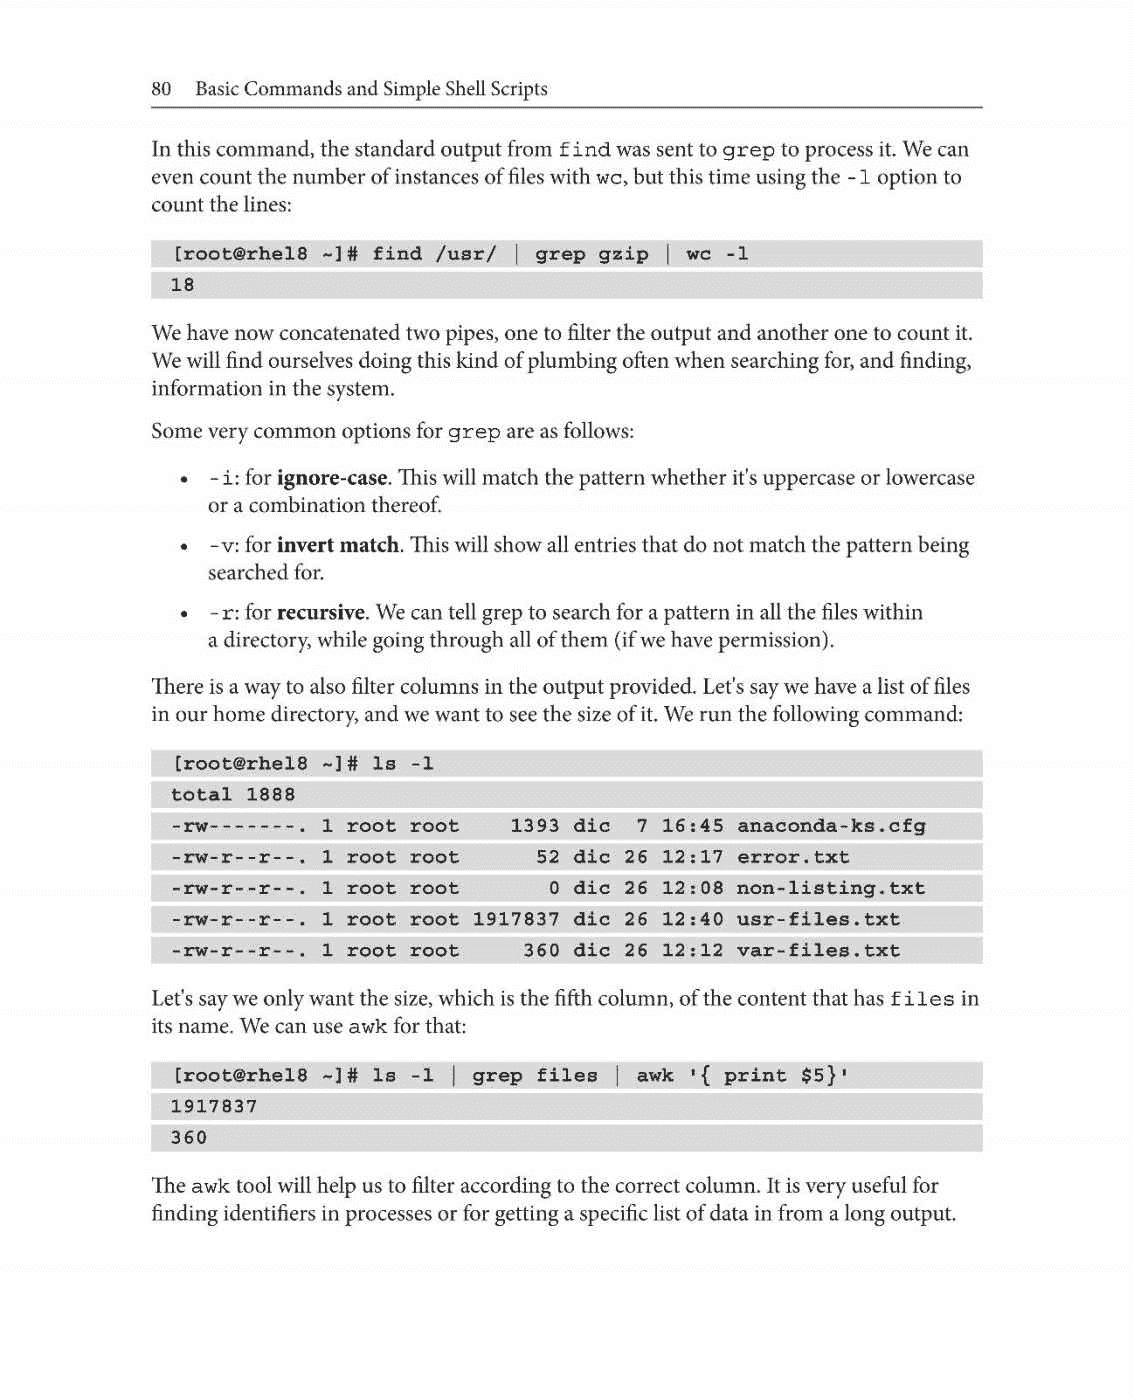 80 Basic Commands and Simple Shell Scripts
In this command, the standard output from find was sent to grep to process it. We can
even count the number of instances of files with wc, but this time using the -l option to
count the lines:
[root@rhel8 ~]# find /usr/ | grep gzip | wc -l
18
We have now concatenated two pipes, one to filter the output and another one to count it.
We will find ourselves doing this kind of plumbing often when searching for, and finding,
information in the system.
Some very common options for grep are as follows:
• -i: for ignore-case. This will match the pattern whether it's uppercase or lowercase
or a combination thereof.
• -v: for invert match. This will show all entries that do not match the pattern being
searched for.
• -r: for recursive. We can tell grep to search for a pattern in all the files within
a directory, while going through all of them (if we have permission).
There is a way to also filter columns in the output provided. Let's say we have a list of files
in our home directory, and we want to see the size of it. We run the following command:
[root@rhel8 ~]# ls -l
total 1888
-rw-------. 1 root root    1393 dic  7 16:45 anaconda-ks.cfg
-rw-r--r--. 1 root root      52 dic 26 12:17 error.txt
-rw-r--r--. 1 root root       0 dic 26 12:08 non-listing.txt
-rw-r--r--. 1 root root 1917837 dic 26 12:40 usr-files.txt
-rw-r--r--. 1 root root     360 dic 26 12:12 var-files.txt
Let's say we only want the size, which is the fifth column, of the content that has files in
its name. We can use awk for that:
[root@rhel8 ~]# ls -l | grep files | awk '{ print $5}'
1917837
360
The awk tool will help us to filter according to the correct column. It is very useful for
finding identifiers in processes or for getting a specific list of data in from a long output.